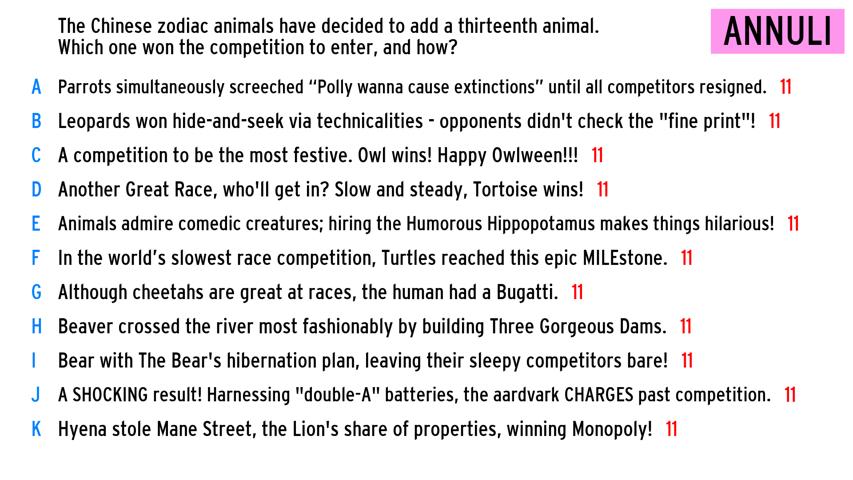 The Chinese zodiac animals have decided to add a thirteenth animal.
Which one won the competition to enter, and how?
ANNULI
A Parrots simultaneously screeched “Polly wanna cause extinctions” until all competitors resigned. 11
B Leopards won hide-and-seek via technicalities - opponents didn't check the "fine print"! 11
C A competition to be the most festive. Owl wins! Happy Owlween!!! 11
D Another Great Race, who'll get in? Slow and steady, Tortoise wins! 11
E Animals admire comedic creatures; hiring the Humorous Hippopotamus makes things hilarious! 11
F In the world’s slowest race competition, Turtles reached this epic MILEstone. 11
G Although cheetahs are great at races, the human had a Bugatti. 11
H Beaver crossed the river most fashionably by building Three Gorgeous Dams. 11
I Bear with The Bear's hibernation plan, leaving their sleepy competitors bare! 11
J A SHOCKING result! Harnessing "double-A" batteries, the aardvark CHARGES past competition. 11
K Hyena stole Mane Street, the Lion's share of properties, winning Monopoly! 11